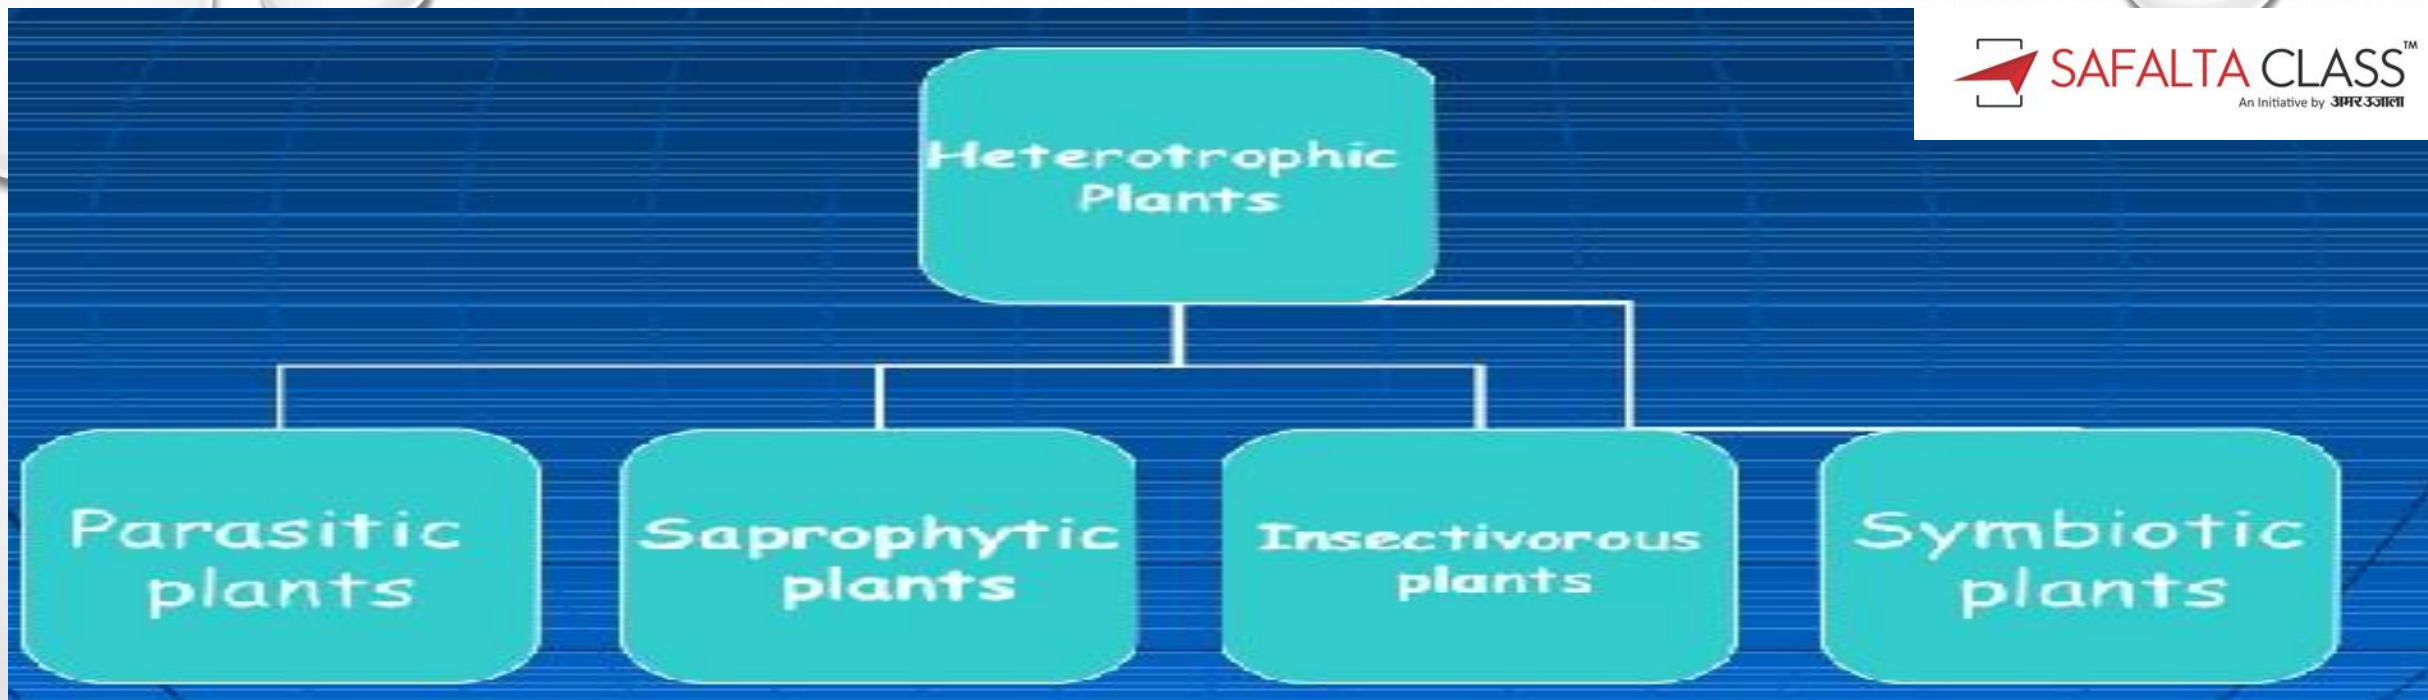 SAFALTA CLASS™
An Initiative by अमर उजाला
Heterotrophic
Plants
Parasitic
plants
Saprophytic
plants
Insectivorous
plants
Symbiotic
plants